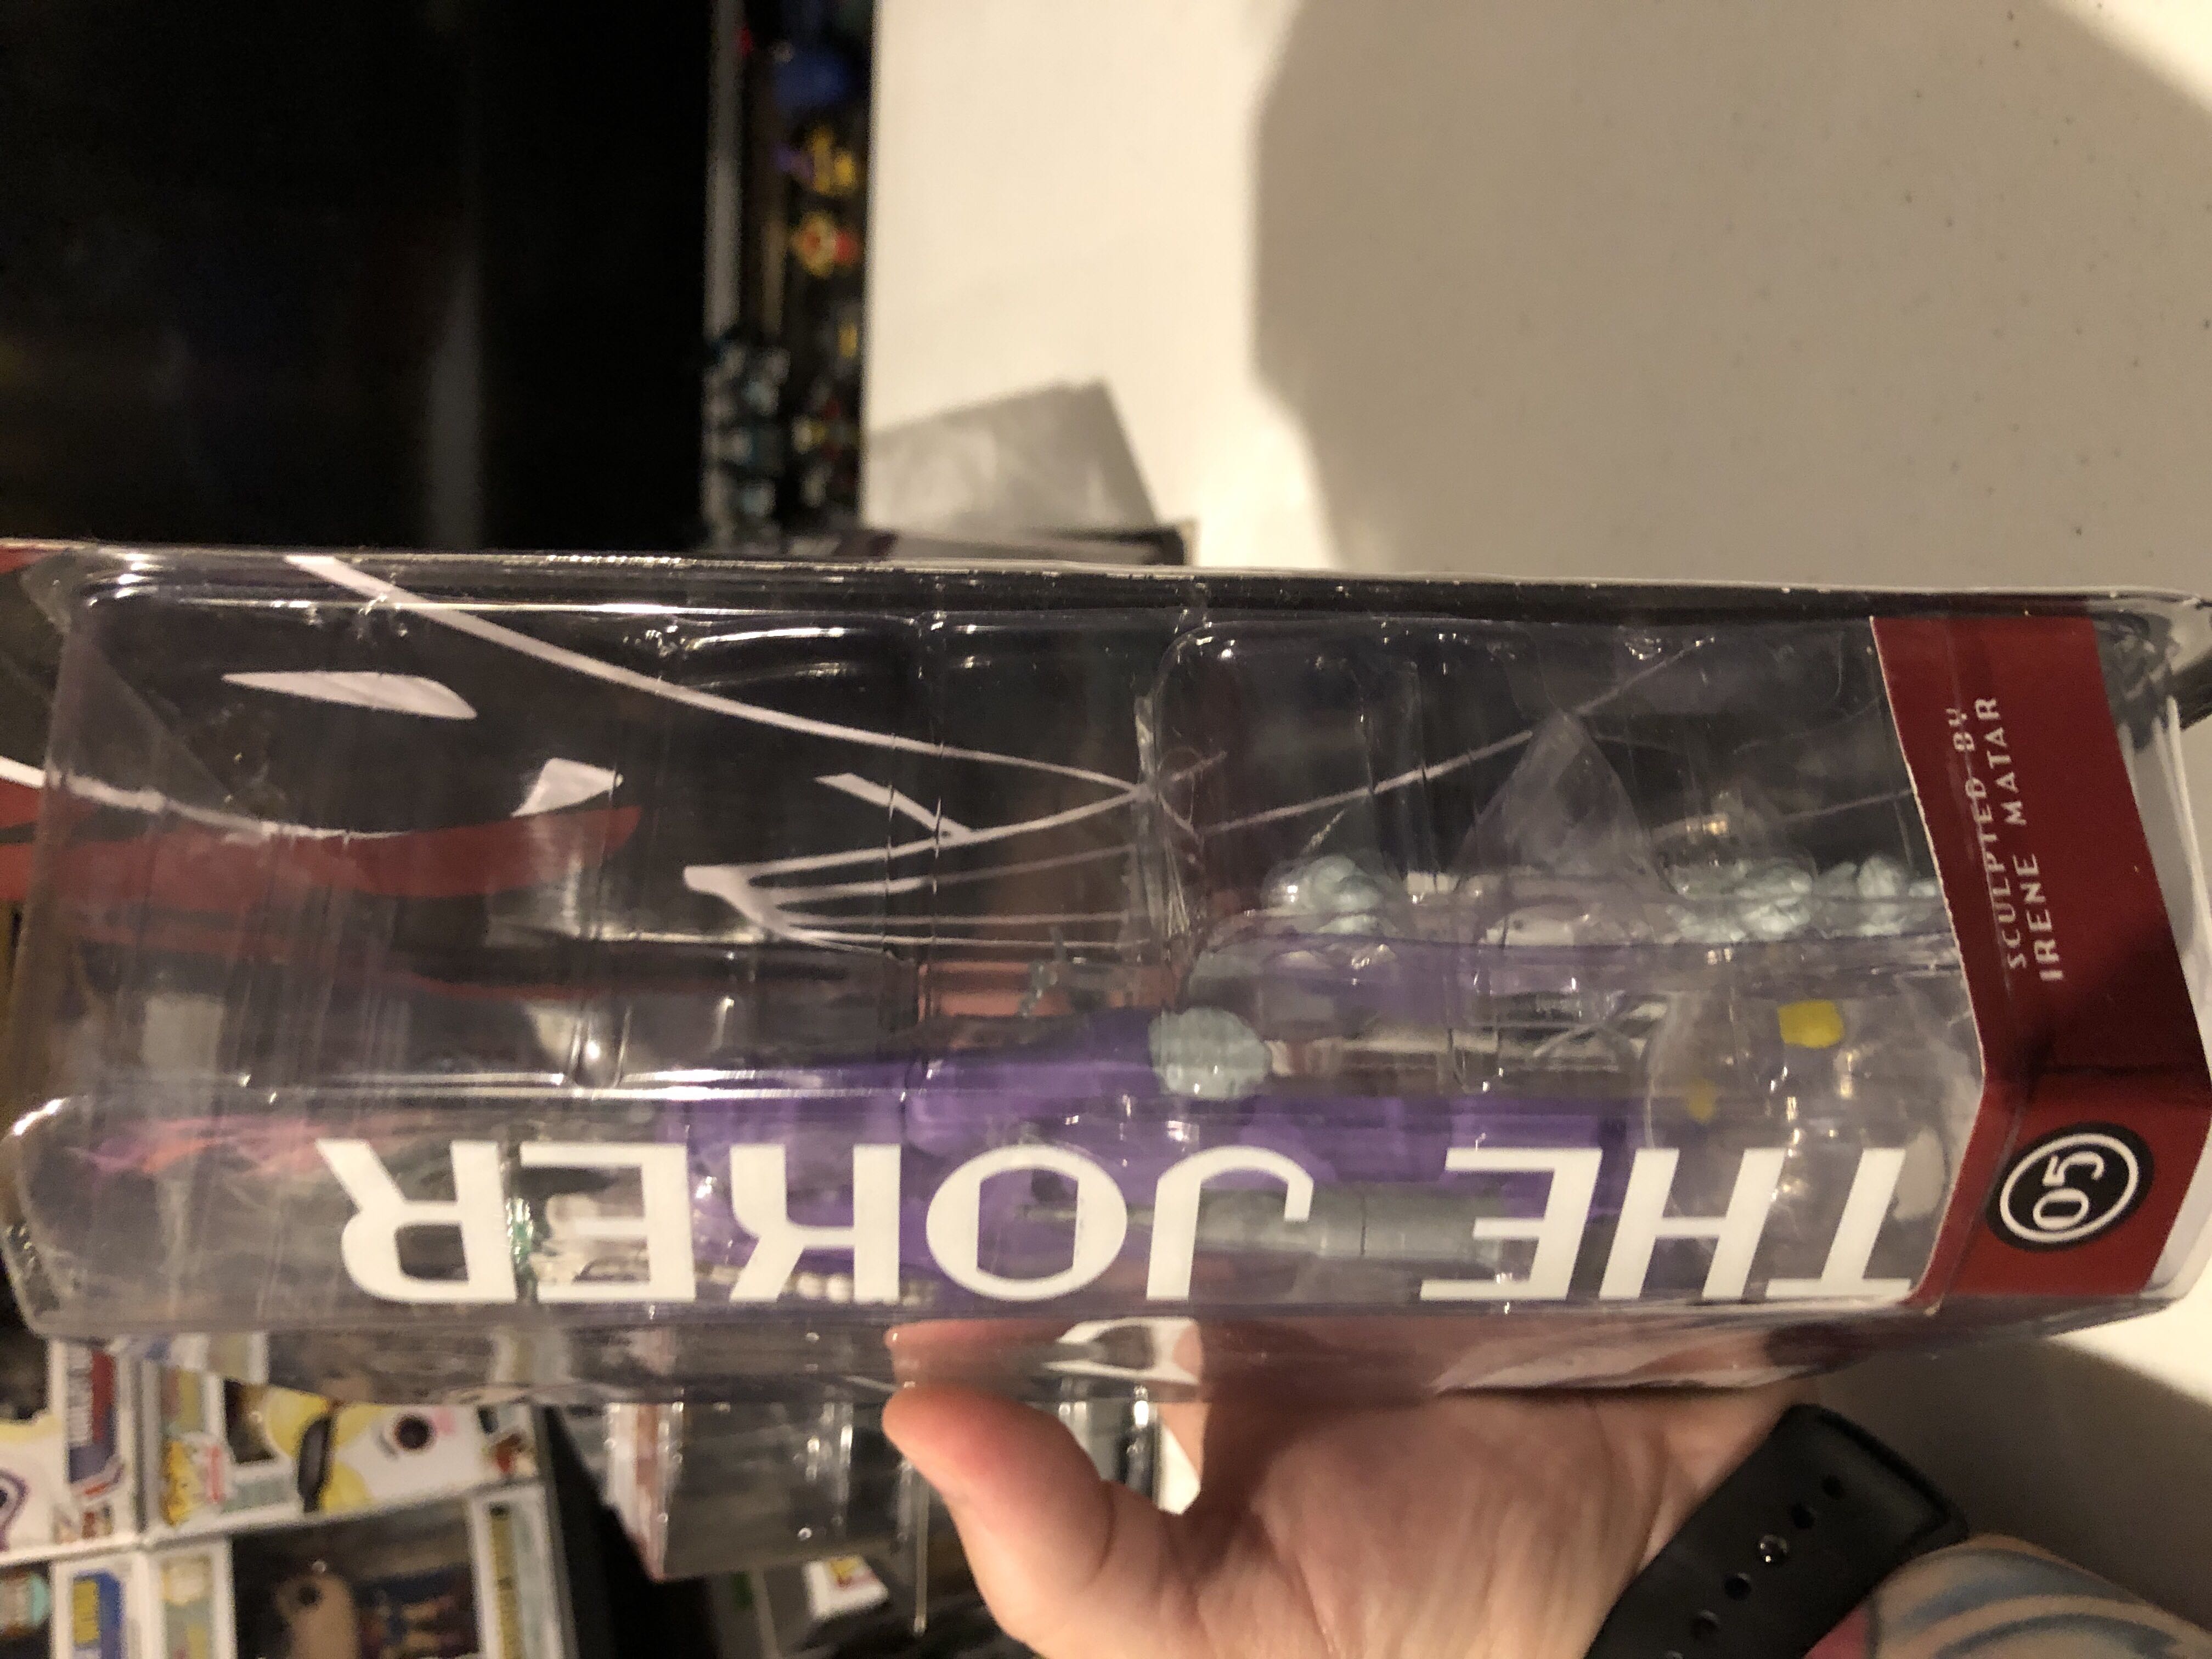 THE JOKER
05
SCULPTED BY
IRENE MATAR